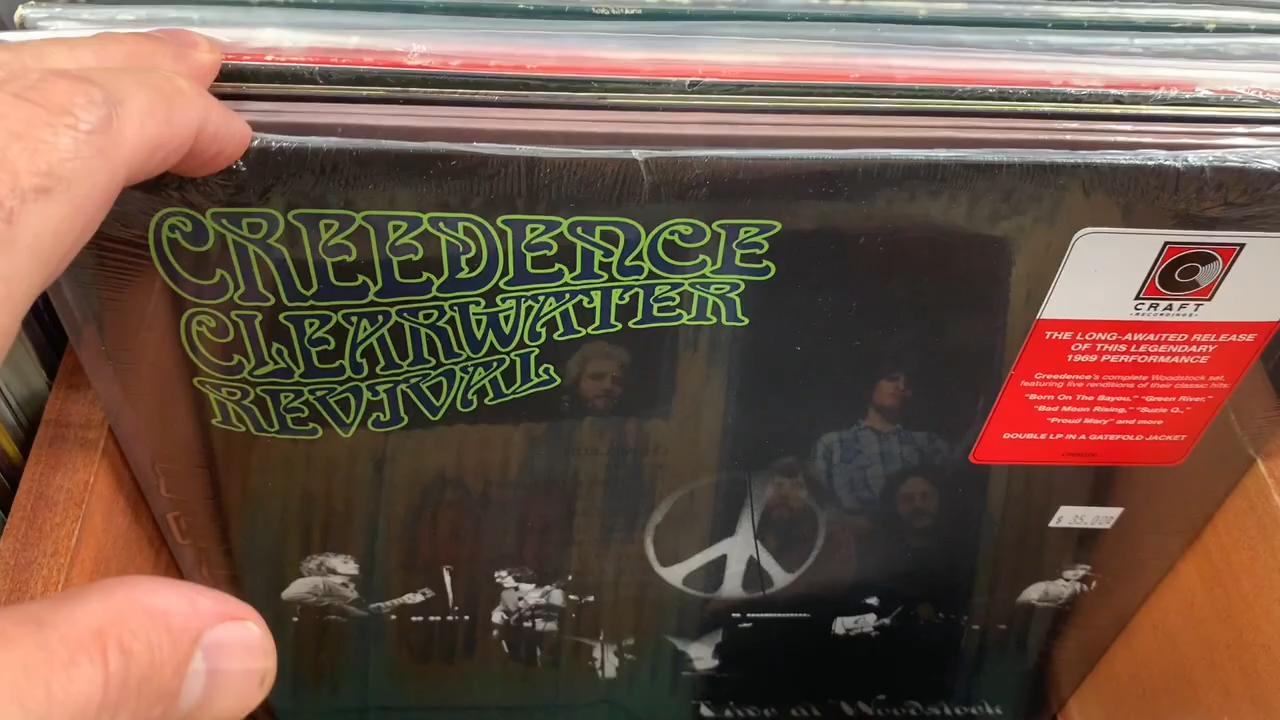 CREEDENCE
CLEARWATER
REVIVAL
CRAFT
RECORDINGS
THE LONG-AWAITED RELEASE
OF THIS LEGENDARY
1969 PERFORMANCE
Creedence's complete Woodstock set,
featuring live renditions of their classic hits:
"Born On The Bayou," "Green River,"
"Bad Moon Rising," "Suzie Q.,"
"Proud Mary" and more
DOUBLE LP IN A GATEFOLD JACKET
$ 35.00
Live at Woodstock